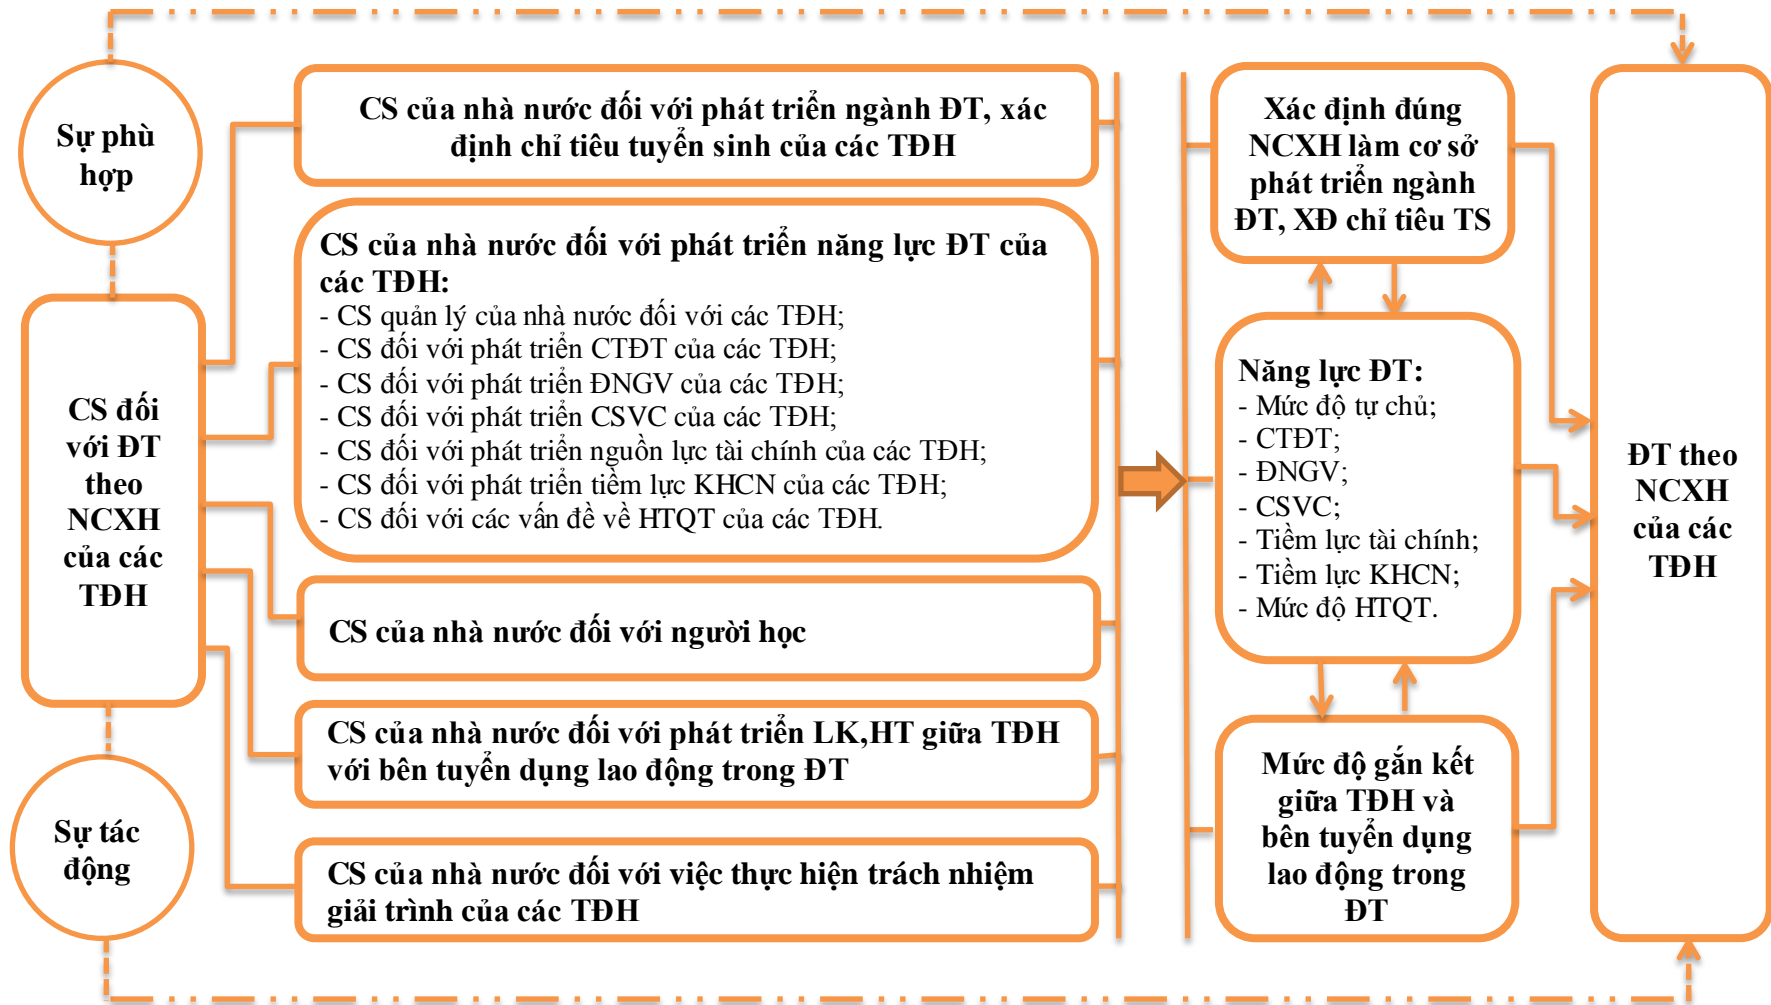 Sự phù
hợp
CS đối
với ĐT
theo
NCXH
của các
TĐH
Sự tác
động
CS của nhà nước đối với phát triển ngành ĐT, xác
định chỉ tiêu tuyển sinh của các TĐH
CS của nhà nước đối với phát triển năng lực ĐT của
các TĐH:
- CS quản lý của nhà nước đối với các TĐH;
- CS đối với phát triển CTĐT của các TĐH;
- CS đối với phát triển ĐNGV của các TĐH;
- CS đối với phát triển CSVC của các TĐH;
- CS đối với phát triển nguồn lực tài chính của các TĐH;
- CS đối với phát triển tiềm lực KHCN của các TĐH;
- CS đối với các vấn đề về HTQT của các TĐH.
CS của nhà nước đối với người học
CS của nhà nước đối với phát triển LK,HT giữa TĐH
với bên tuyển dụng lao động trong ĐT
CS của nhà nước đối với việc thực hiện trách nhiệm
giải trình của các TĐH
Xác định đúng
NCXH làm cơ sở
phát triển ngành
ĐT, XĐ chỉ tiêu TS
Năng lực ĐT:
- Mức độ tự chủ;
- CTĐT;
- ĐNGV;
- CSVC;
- Tiềm lực tài chính;
- Tiềm lực KHCN;
- Mức độ HTQT.
Mức độ gắn kết
giữa TĐH và
bên tuyển dụng
lao động trong
ĐT
ĐT theo
NCXH
của các
TĐH